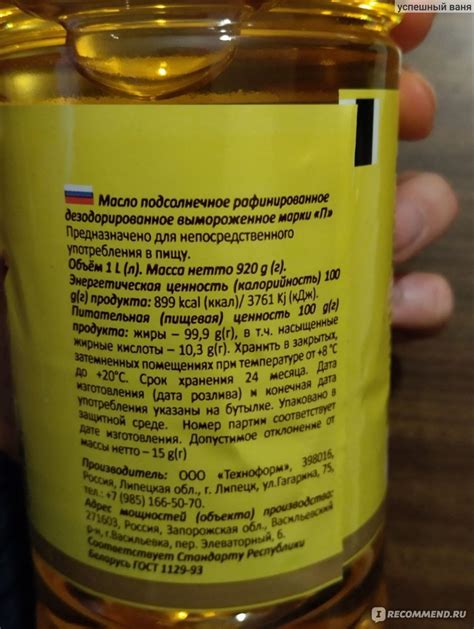 успешный ваня
Масло подсолнечное рафинированное
дезодорированное вымороженное марки «П»
Предназначено для непосредственного
употребления в пищу.
Объём 1 L (л). Масса нетто 920 g (г).
Энергетическая ценность (калорийность) 100
g(г) продукта: 899 kcal (ккал)/ 3761 Kj (кДж).
Питательная (пищевая) ценность 100 g(г)
продукта: жиры – 99,9 g(г), в т.ч. насыщенные
жирные кислоты – 10,3 g(г). Хранить в закрытых,
затемненных помещениях при температуре от +8 °C
до +20°C. Срок хранения 24 месяца. Дата
изготовления (дата розлива) и конечная дата
употребления указаны на бутылке. Упаковано в
защитной среде. Номер партии соответствует
дате изготовления. Допустимое отклонение от
массы нетто – 15 g(г)
Производитель: ООО «Техноформ», 398016,
Россия, Липецкая обл., г. Липецк, ул.Гагарина, 75,
тел.: +7 (985) 166-50-70.
Адрес мощностей (объекта) производства:
271603, Россия, Запорожская обл., Васильевский
р-н, г.Васильевка, пер. Элеваторный, 6.
Соответствует Стандарту Республики
Беларусь ГОСТ 1129-93
IRECOMMEND.RU